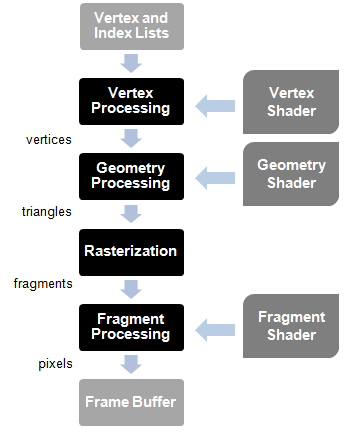 Vertex and
Index Lists
Vertex
Processing
Vertex
Shader
vertices
Geometry
Processing
Geometry
Shader
triangles
Rasterization
fragments
Fragment
Processing
Fragment
Shader
pixels
Frame Buffer